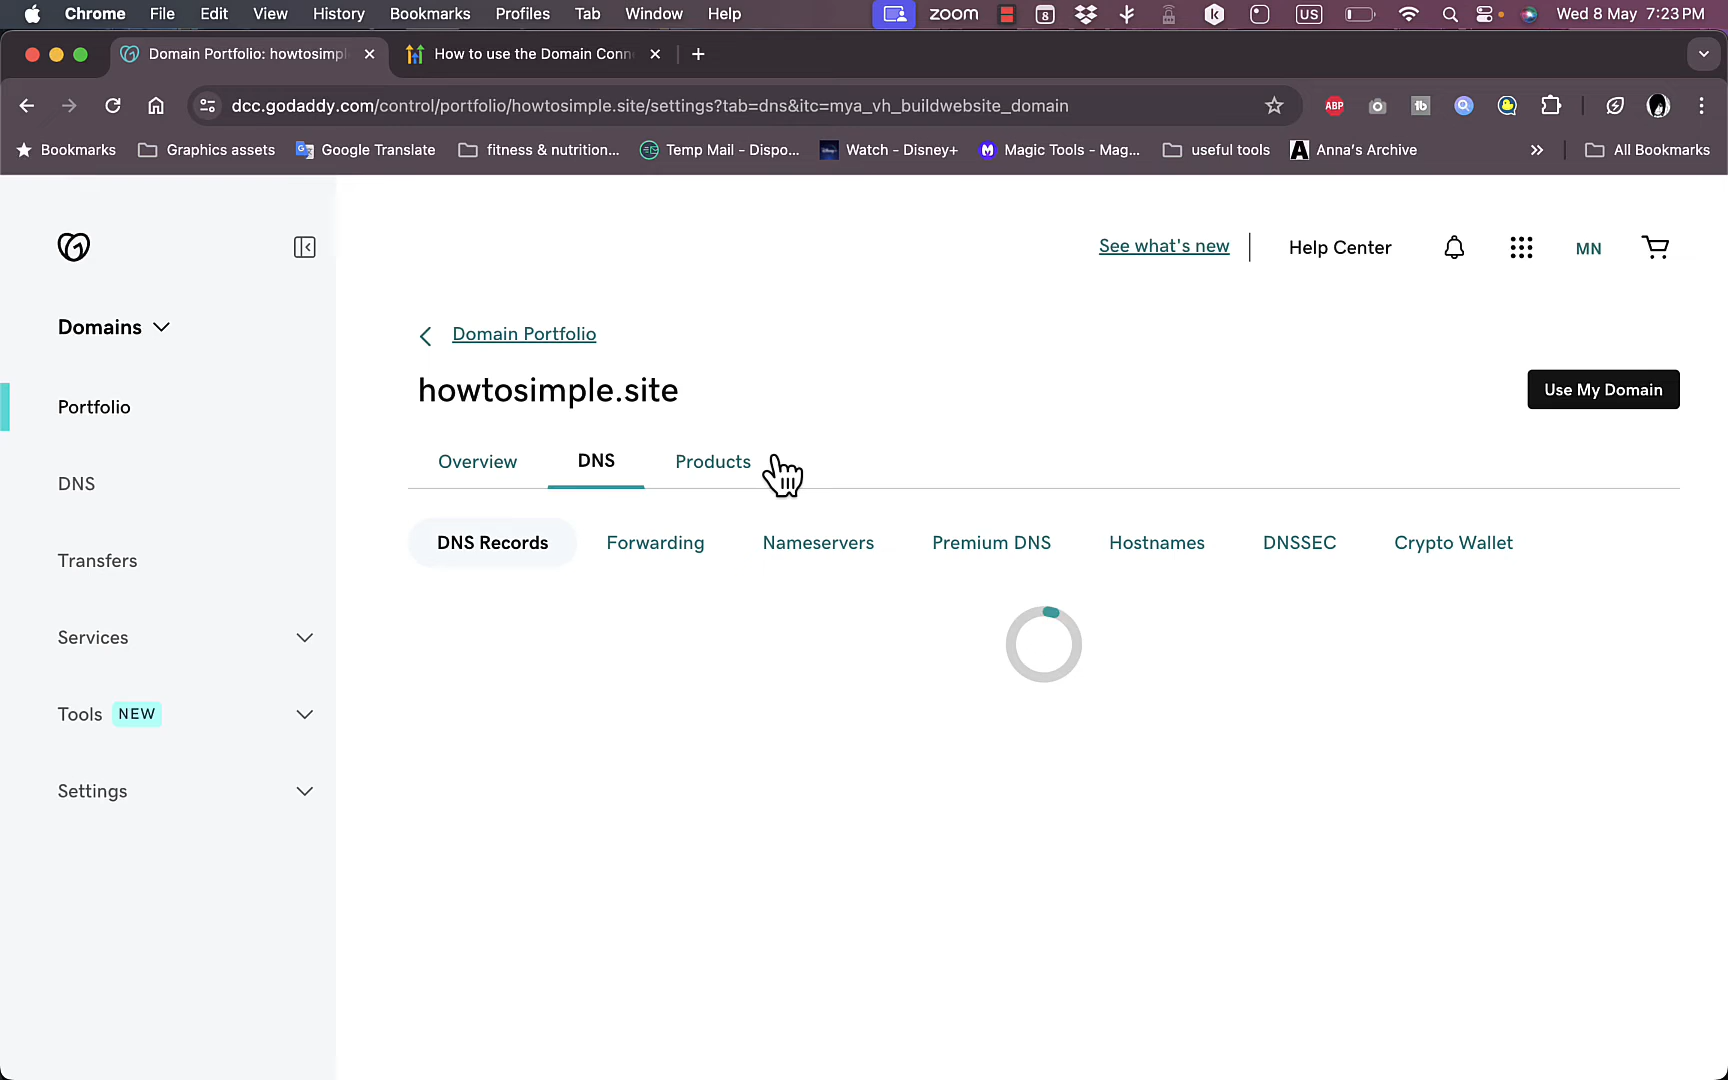 Chrome File Edit View History Bookmarks Profiles Tab Window Help zoom 8 US Wed 8 May 7:23 PM
Domain Portfolio: howtosimpl How to use the Domain Conn
dcc.godaddy.com/control/portfolio/howtosimple.site/settings?tab=dns&itc=mya_vh_buildwebsite_domain ABP tb
Bookmarks Graphics assets Google Translate fitness & nutrition... Temp Mail - Dispo... Watch - Disney+ Magic Tools - Mag... useful tools Anna's Archive All Bookmarks
See what's new Help Center MN
Domains
Domain Portfolio
howtosimple.site
Use My Domain
Portfolio
Overview DNS Products
DNS
DNS Records Forwarding Nameservers Premium DNS Hostnames DNSSEC Crypto Wallet
Transfers
Services
Tools NEW
Settings